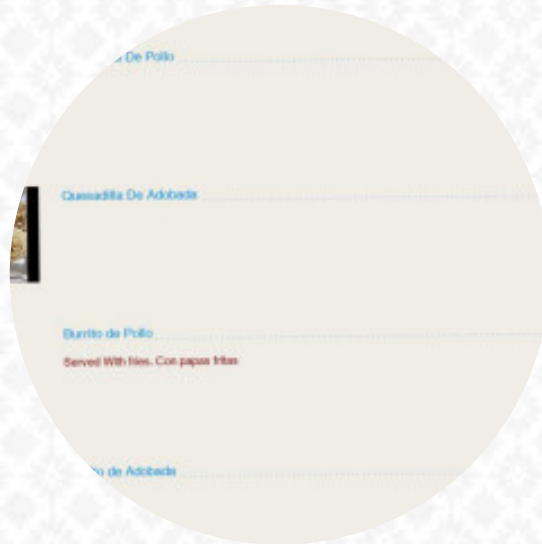 De Pollo
Quesadilla De Adobada
Burrito de Pollo
Served With fries. Con papas fritas
de Adobada